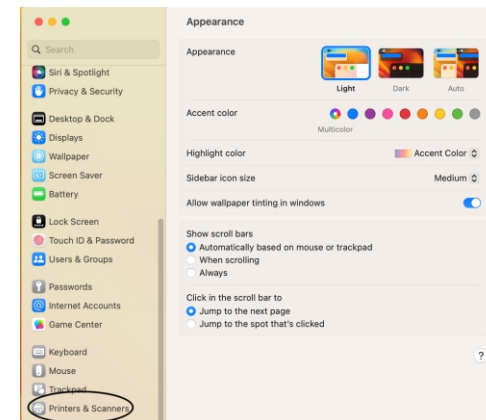 Appearance
Search
Siri & Spotlight
Privacy & Security
Desktop & Dock
Displays
Wallpaper
Screen Saver
Battery
Lock Screen
Touch ID & Password
Users & Groups
Passwords
Internet Accounts
Game Center
Keyboard
Mouse
Trackpad
Printers & Scanners
Appearance
Light Dark Auto
Accent color
Multicolor
Highlight color Accent Color
Sidebar icon size Medium
Allow wallpaper tinting in windows
Show scroll bars
Automatically based on mouse or trackpad
When scrolling
Always
Click in the scroll bar to
Jump to the next page
Jump to the spot that's clicked
?